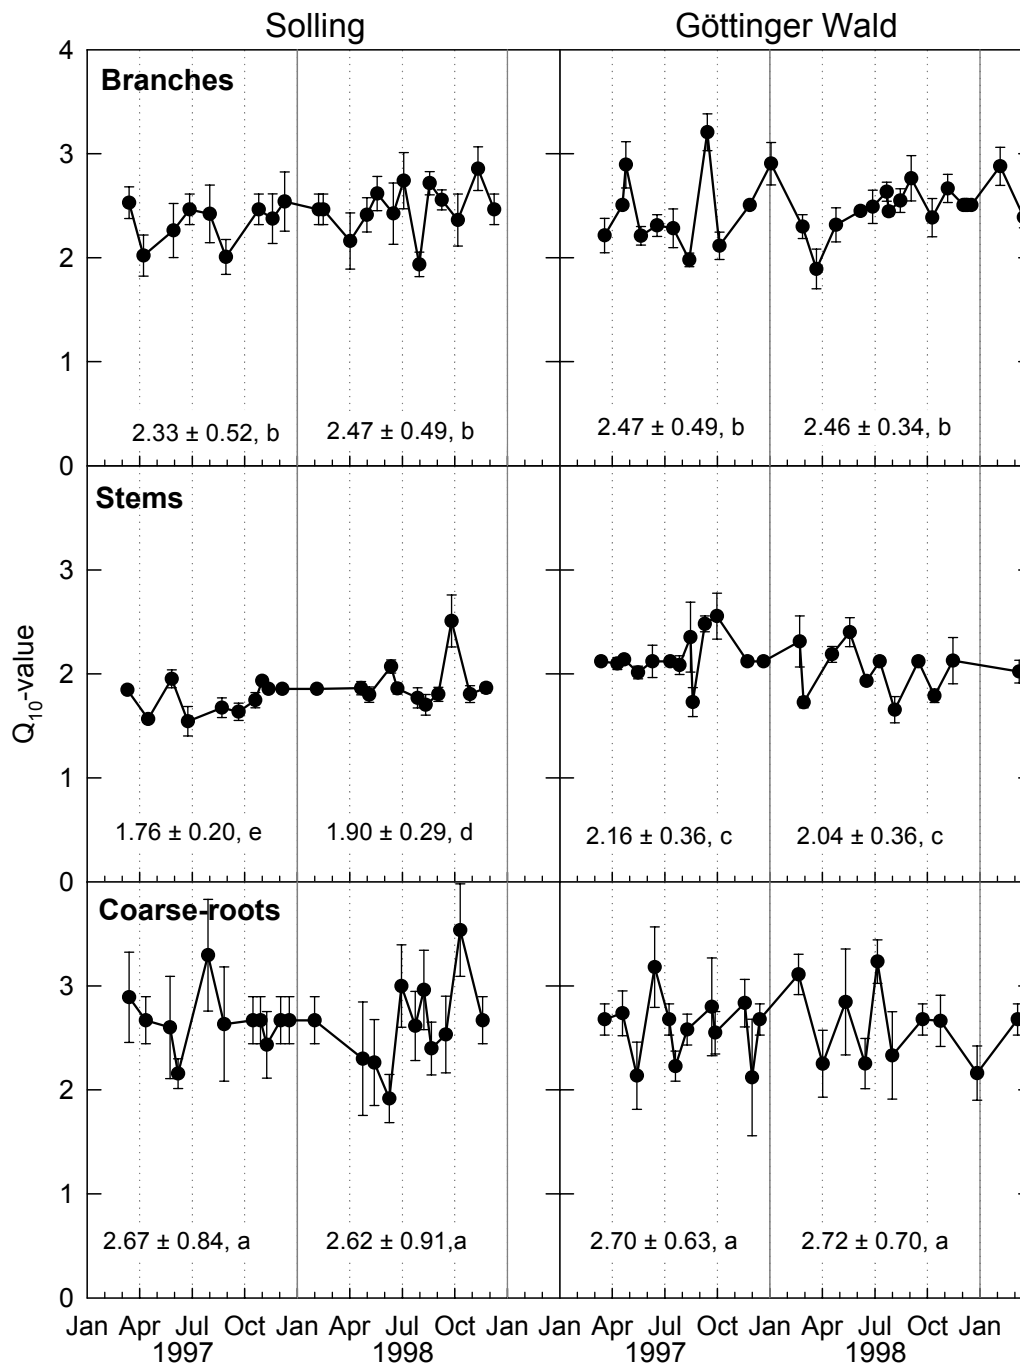 Solling Göttinger Wald
4
Branches
3
2
1
2.33 ± 0.52, b 2.47 ± 0.49, b 2.47 ± 0.49, b 2.46 ± 0.34, b
0
Stems
3
2
Q10-value
1
1.76 ± 0.20, e 1.90 ± 0.29, d 2.16 ± 0.36, c 2.04 ± 0.36, c
0
Coarse-roots
3
2
1
2.67 ± 0.84, a 2.62 ± 0.91,a 2.70 ± 0.63, a 2.72 ± 0.70, a
0
Jan Apr Jul Oct Jan Apr Jul Oct Jan Apr Jul Oct Jan Apr Jul Oct Jan
1997 1998 1997 1998